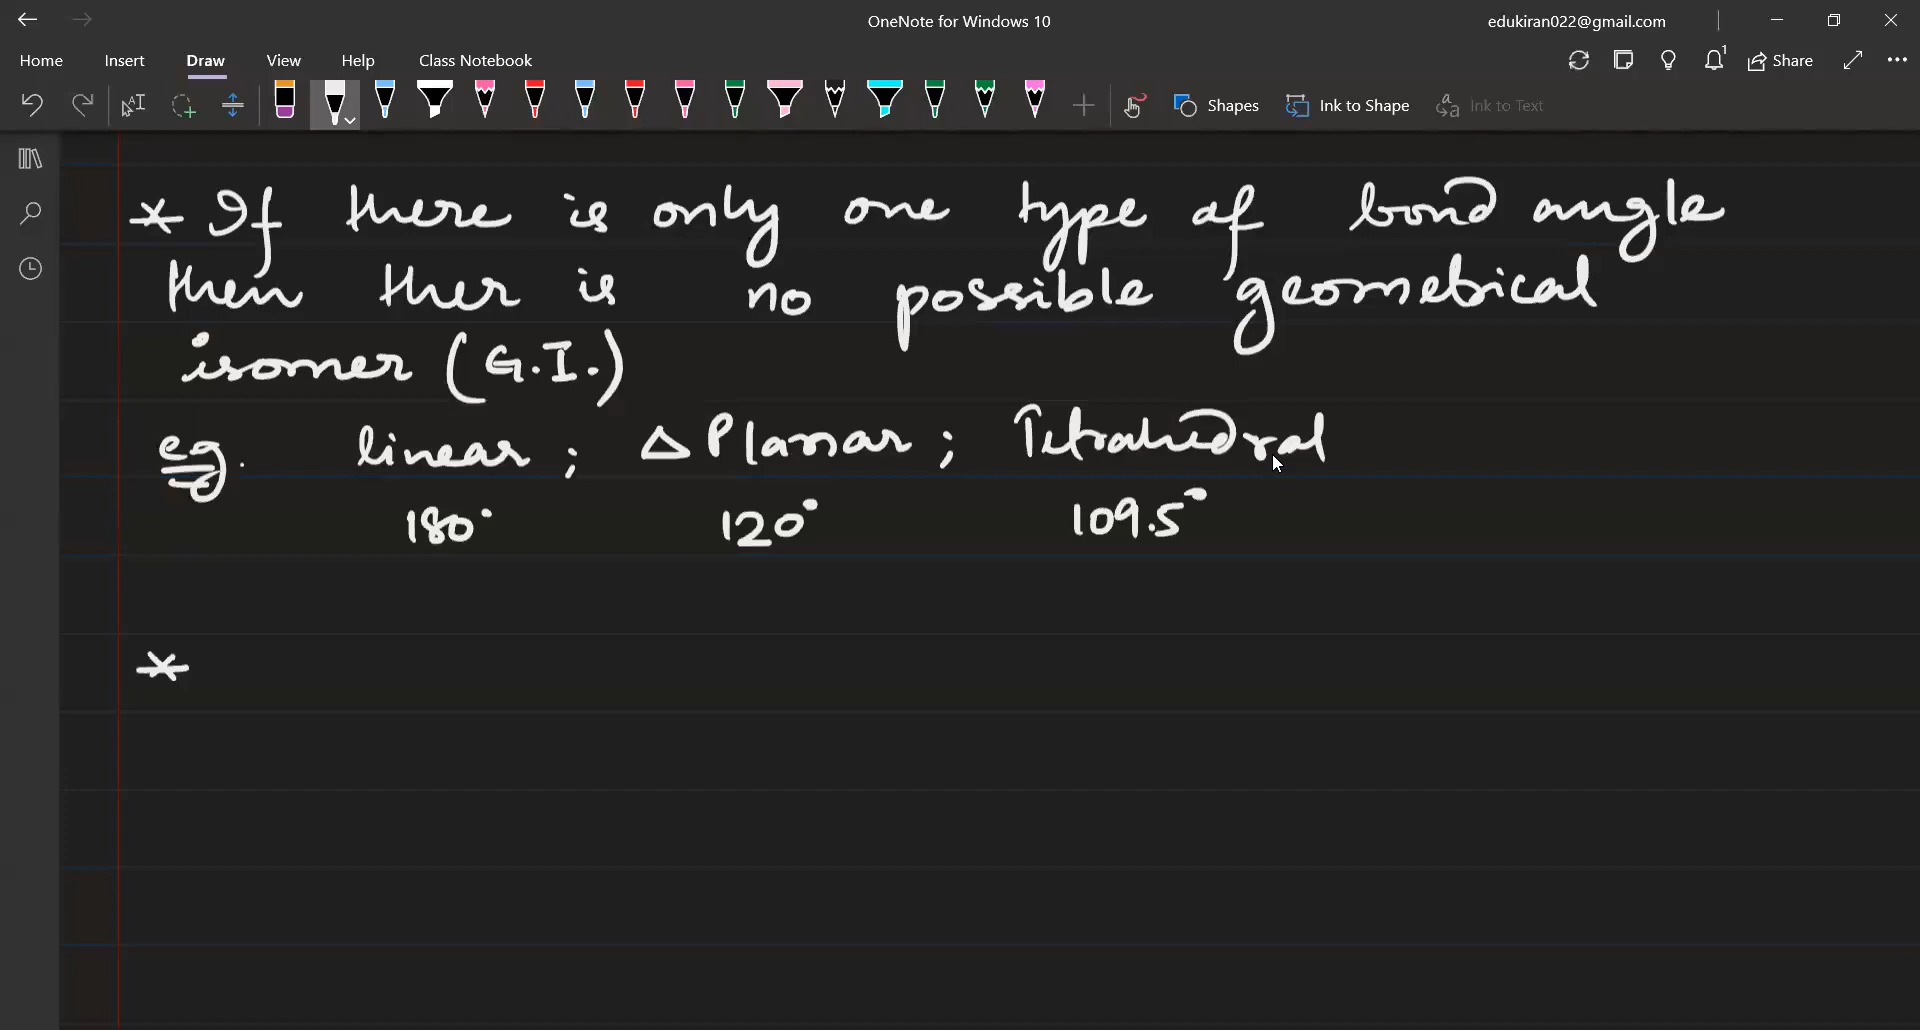 OneNote for Windows 10
edukiran022@gmail.com
Home Insert Draw View Help Class Notebook
1 Share
Shapes Ink to Shape Ink to Text
* If there is only one type of bond angle
then ther is no possible geometrical
isomer (G.I.)
eg. linear ; Δ Planar ; Tetrahedral
180° 120° 109.5°
*